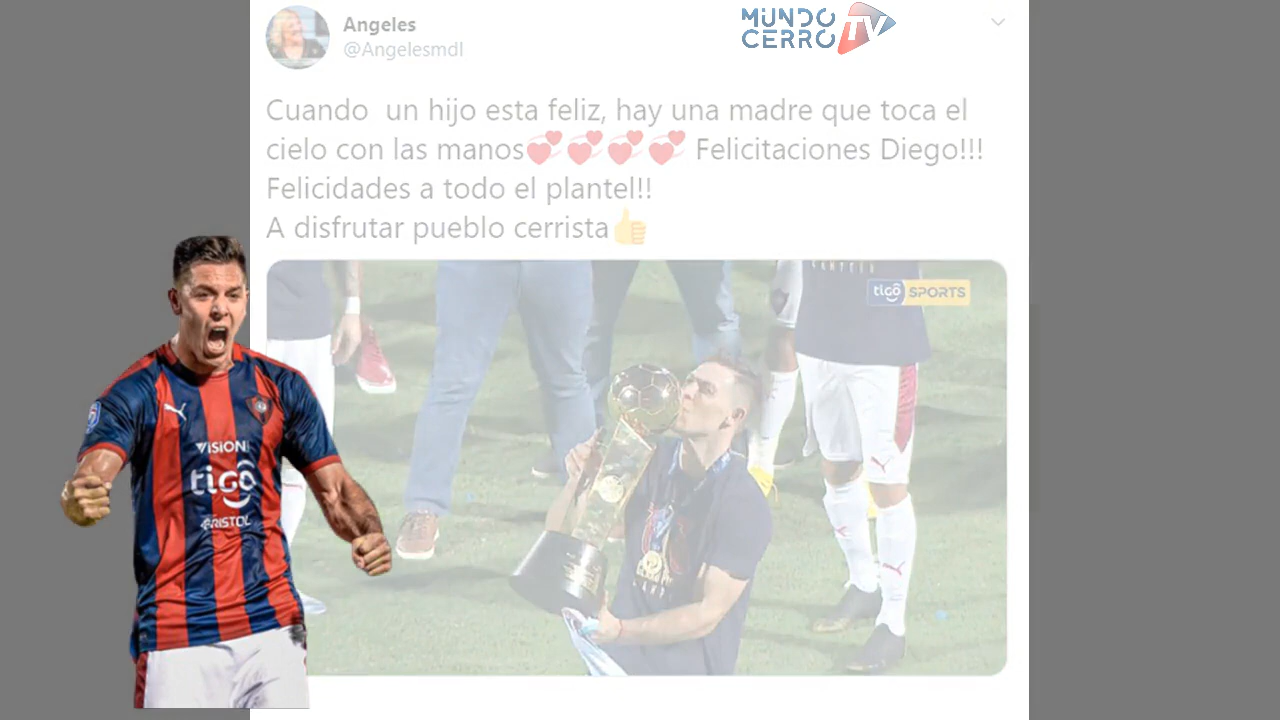 Angeles
@Angelesmdl
MUNDO
CERRO TV
Cuando un hijo esta feliz, hay una madre que toca el
cielo con las manos💞💞💞💞 Felicitaciones Diego!!!
Felicidades a todo el plantel!!
A disfrutar pueblo cerrista👍
tigo SPORTS
VISION
tigo
CRISTOL